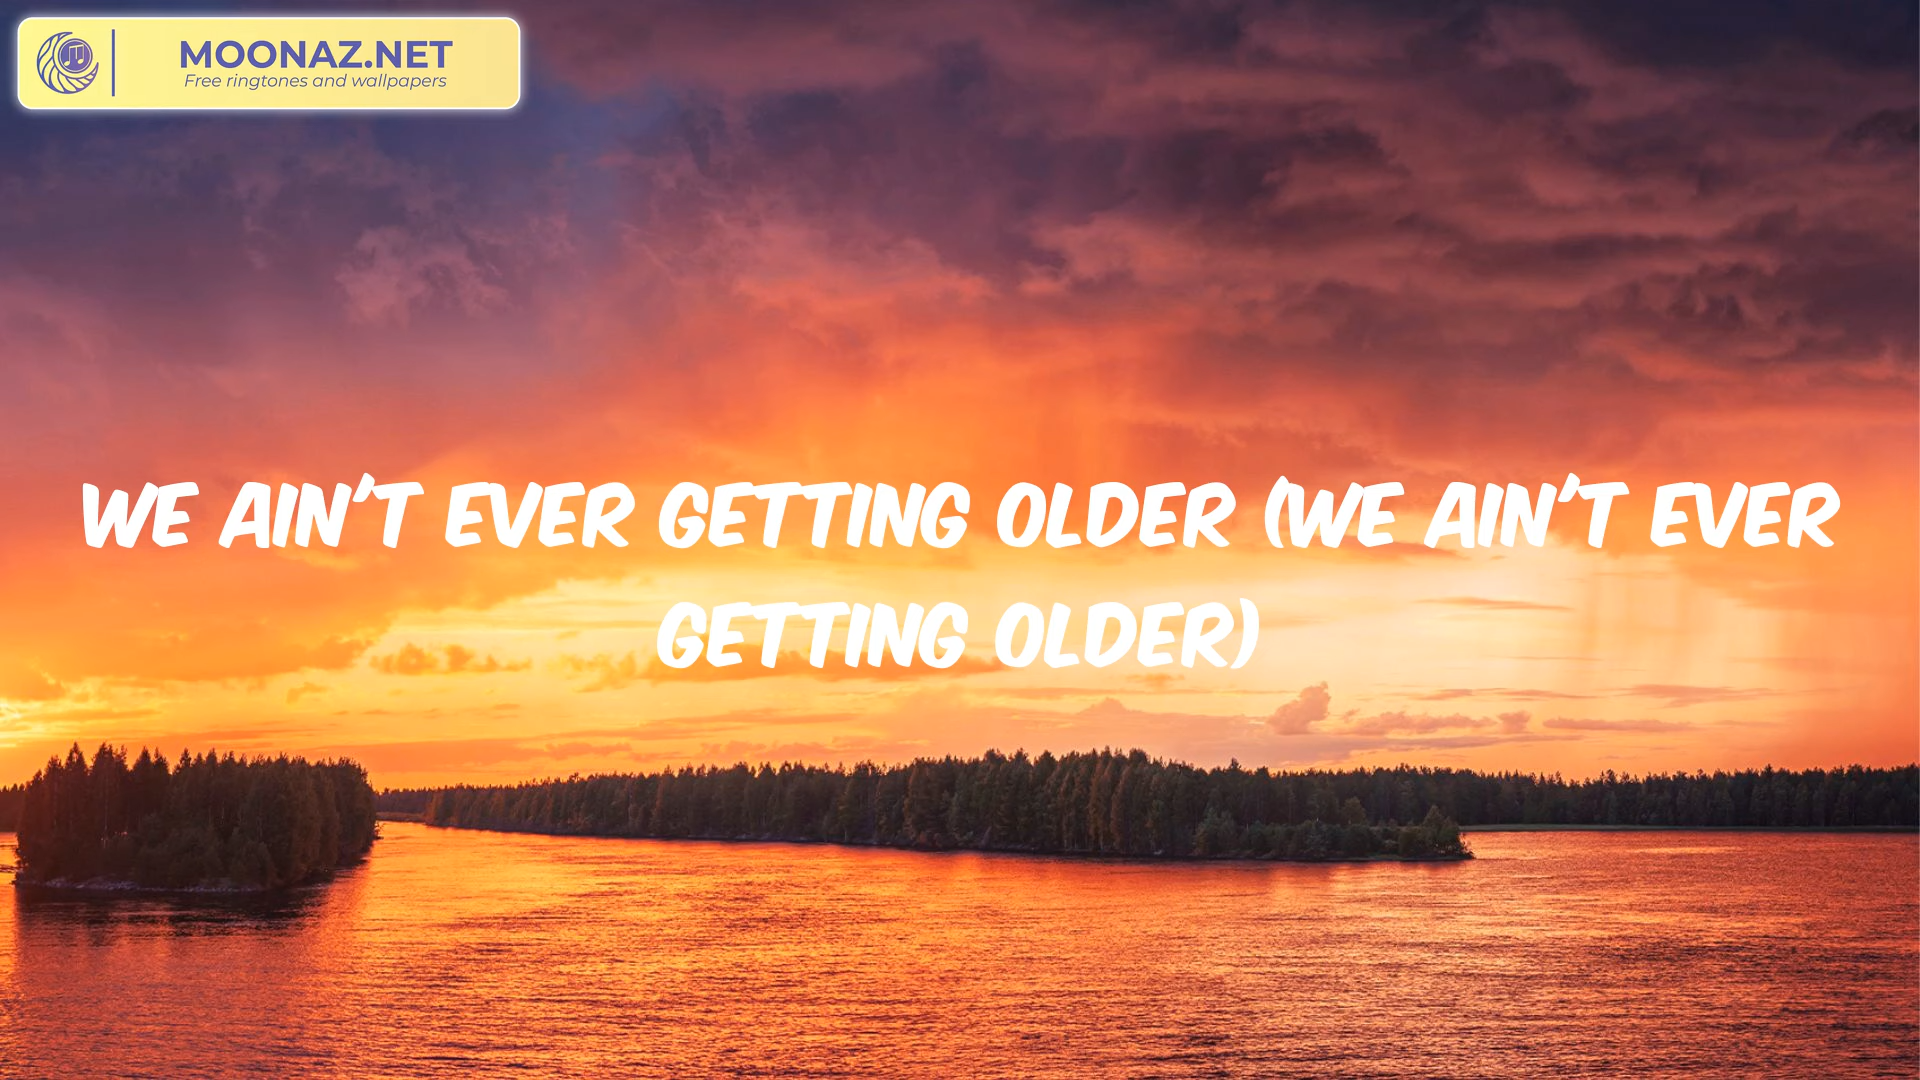 MOONAZ.NET
Free ringtones and wallpapers
WE AIN'T EVER GETTING OLDER (WE AIN'T EVER
GETTING OLDER)